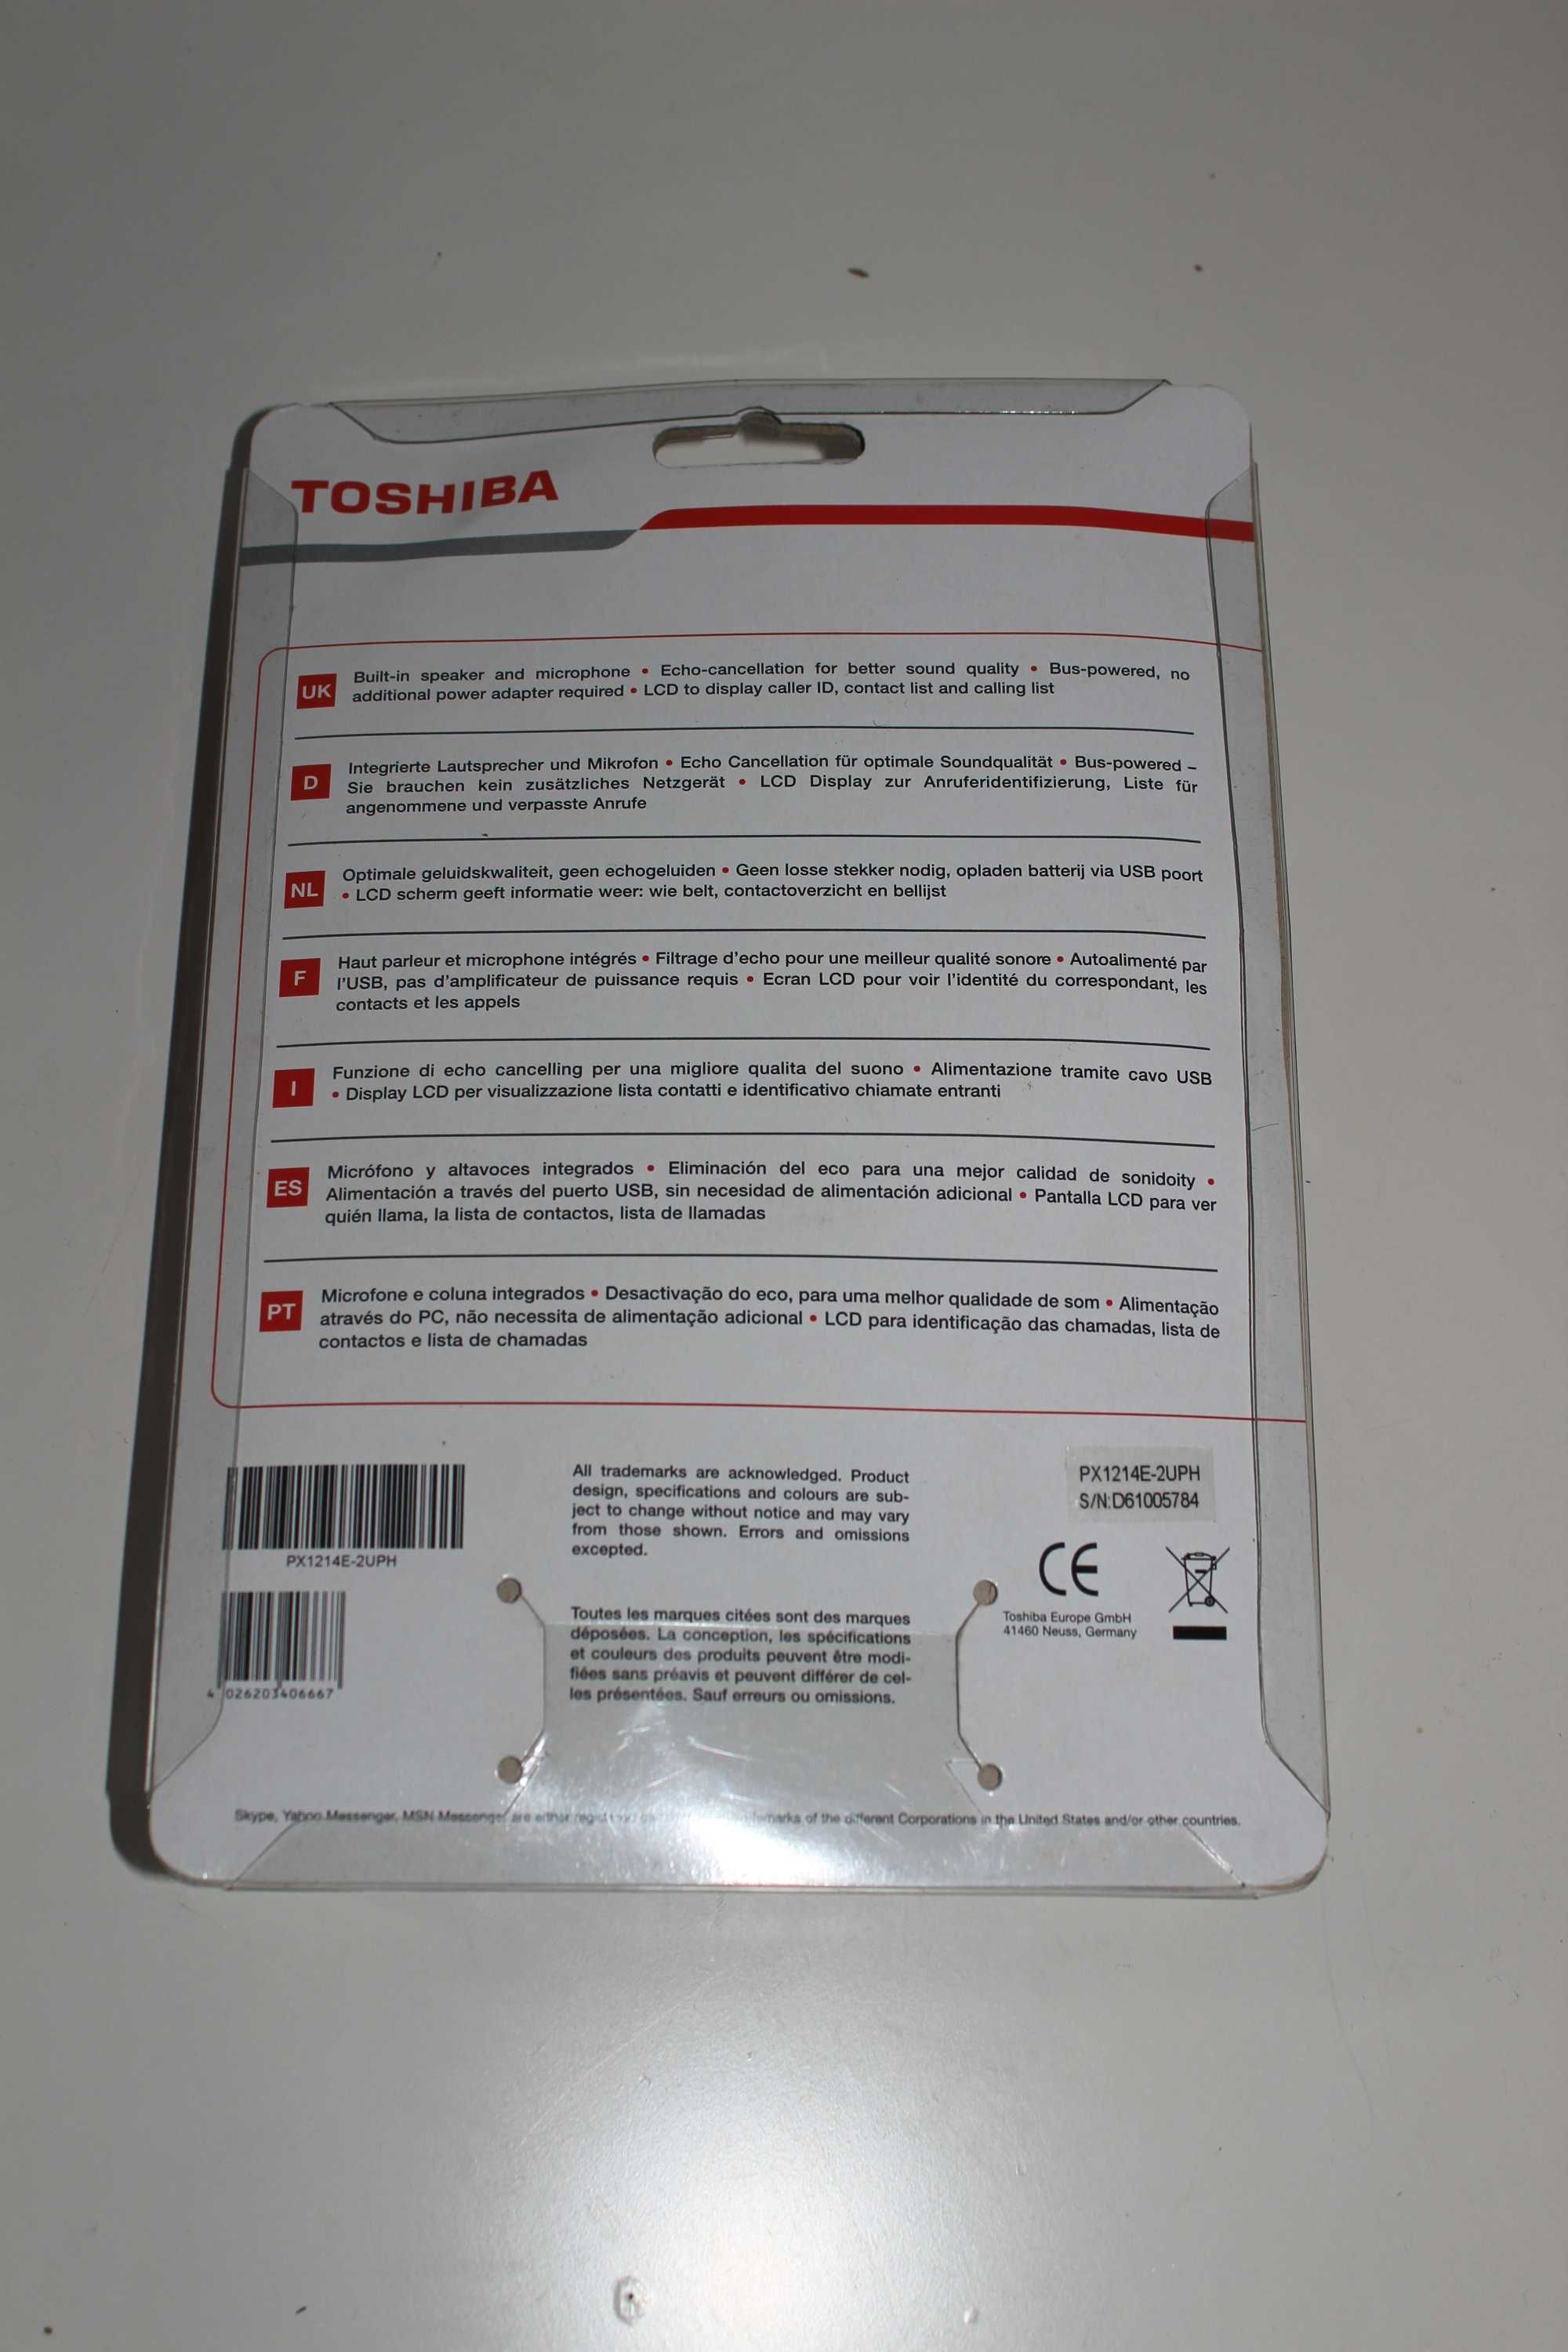 TOSHIBA
UK
Built-in speaker and microphone • Echo-cancellation for better sound quality • Bus-powered, no
additional power adapter required • LCD to display caller ID, contact list and calling list
D
Integrierte Lautsprecher und Mikrofon • Echo Cancellation für optimale Soundqualität • Bus-powered –
Sie brauchen kein zusätzliches Netzgerät • LCD Display zur Anruferidentifizierung, Liste für
angenommene und verpasste Anrufe
NL
Optimale geluidskwaliteit, geen echogeluiden • Geen losse stekker nodig, opladen batterij via USB poort
• LCD scherm geeft informatie weer: wie belt, contactoverzicht en bellijst
F
Haut parleur et microphone intégrés • Filtrage d'echo pour une meilleur qualité sonore • Autoalimenté par
l'USB, pas d'amplificateur de puissance requis • Ecran LCD pour voir l'identité du correspondant, les
contacts et les appels
I
Funzione di echo cancelling per una migliore qualita del suono • Alimentazione tramite cavo USB
• Display LCD per visualizzazione lista contatti e identificativo chiamate entranti
ES
Micrófono y altavoces integrados • Eliminación del eco para una mejor calidad de sonidoity •
Alimentación a través del puerto USB, sin necesidad de alimentación adicional • Pantalla LCD para ver
quién llama, la lista de contactos, lista de llamadas
PT
Microfone e coluna integrados • Desactivação do eco, para uma melhor qualidade de som • Alimentação
através do PC, não necessita de alimentação adicional • LCD para identificação das chamadas, lista de
contactos e lista de chamadas
PX1214E-2UPH
4 026203406667
All trademarks are acknowledged. Product
design, specifications and colours are sub-
ject to change without notice and may vary
from those shown. Errors and omissions
excepted.
Toutes les marques citées sont des marques
déposées. La conception, les spécifications
et couleurs des produits peuvent être modi-
fiées sans préavis et peuvent différer de cel-
les présentées. Sauf erreurs ou omissions.
PX1214E-2UPH
S/N:D61005784
CE
Toshiba Europe GmbH
41460 Neuss, Germany
Skype, Yahoo Messenger, MSN Messenger are either of the different Corporations in the United States and/or other countries.